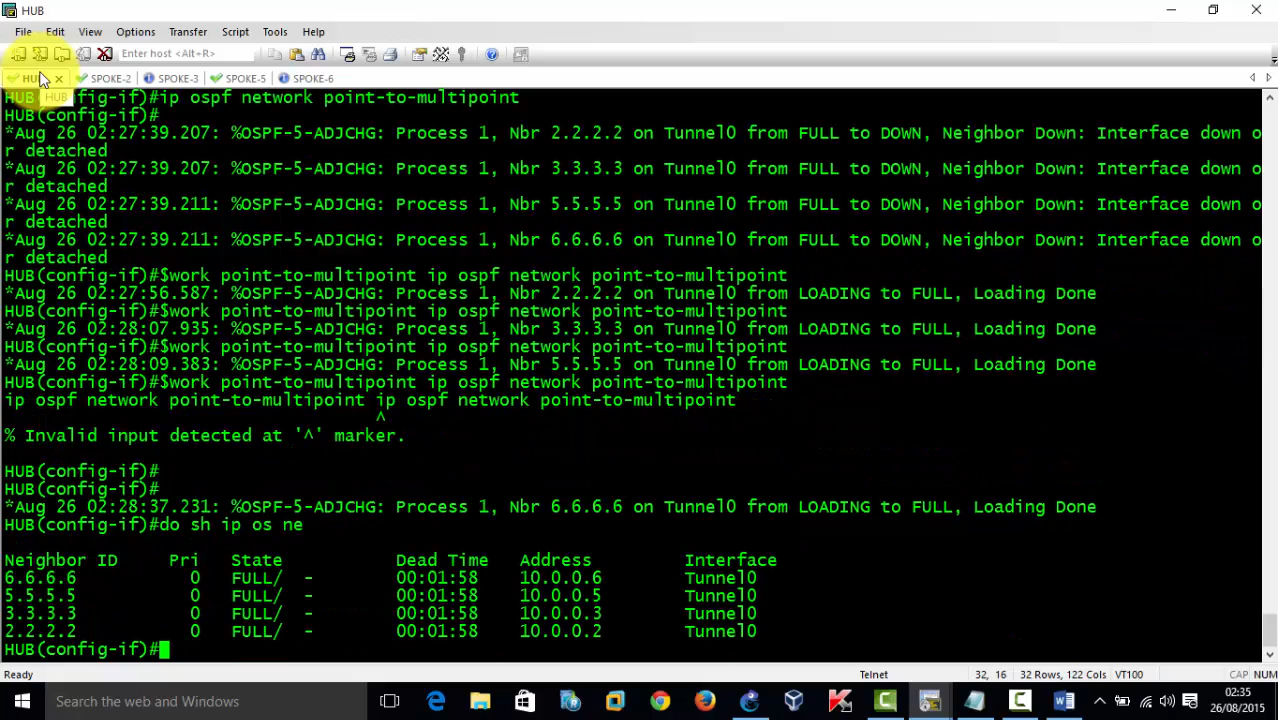 HUB
File Edit View Options Transfer Script Tools Help
Enter host <Alt+R>
HUB SPOKE-2 SPOKE-3 SPOKE-5 SPOKE-6
HUB(config-if)#ip ospf network point-to-multipoint
HUB
HUB(config-if)#
*Aug 26 02:27:39.207: %OSPF-5-ADJCHG: Process 1, Nbr 2.2.2.2 on Tunnel0 from FULL to DOWN, Neighbor Down: Interface down o
r detached
*Aug 26 02:27:39.207: %OSPF-5-ADJCHG: Process 1, Nbr 3.3.3.3 on Tunnel0 from FULL to DOWN, Neighbor Down: Interface down o
r detached
*Aug 26 02:27:39.211: %OSPF-5-ADJCHG: Process 1, Nbr 5.5.5.5 on Tunnel0 from FULL to DOWN, Neighbor Down: Interface down o
r detached
*Aug 26 02:27:39.211: %OSPF-5-ADJCHG: Process 1, Nbr 6.6.6.6 on Tunnel0 from FULL to DOWN, Neighbor Down: Interface down o
r detached
HUB(config-if)#$work point-to-multipoint ip ospf network point-to-multipoint
*Aug 26 02:27:56.587: %OSPF-5-ADJCHG: Process 1, Nbr 2.2.2.2 on Tunnel0 from LOADING to FULL, Loading Done
HUB(config-if)#$work point-to-multipoint ip ospf network point-to-multipoint
*Aug 26 02:28:07.935: %OSPF-5-ADJCHG: Process 1, Nbr 3.3.3.3 on Tunnel0 from LOADING to FULL, Loading Done
HUB(config-if)#$work point-to-multipoint ip ospf network point-to-multipoint
*Aug 26 02:28:09.383: %OSPF-5-ADJCHG: Process 1, Nbr 5.5.5.5 on Tunnel0 from LOADING to FULL, Loading Done
HUB(config-if)#$work point-to-multipoint ip ospf network point-to-multipoint
ip ospf network point-to-multipoint ip ospf network point-to-multipoint
^
% Invalid input detected at '^' marker.
HUB(config-if)#
HUB(config-if)#
*Aug 26 02:28:37.231: %OSPF-5-ADJCHG: Process 1, Nbr 6.6.6.6 on Tunnel0 from LOADING to FULL, Loading Done
HUB(config-if)#do sh ip os ne
Neighbor ID Pri State Dead Time Address Interface
6.6.6.6 0 FULL/ - 00:01:58 10.0.0.6 Tunnel0
5.5.5.5 0 FULL/ - 00:01:58 10.0.0.5 Tunnel0
3.3.3.3 0 FULL/ - 00:01:58 10.0.0.3 Tunnel0
2.2.2.2 0 FULL/ - 00:01:58 10.0.0.2 Tunnel0
HUB(config-if)#
Ready Telnet 32, 16 32 Rows, 122 Cols VT100 CAP NUM
Search the web and Windows
02:35
26/08/2015